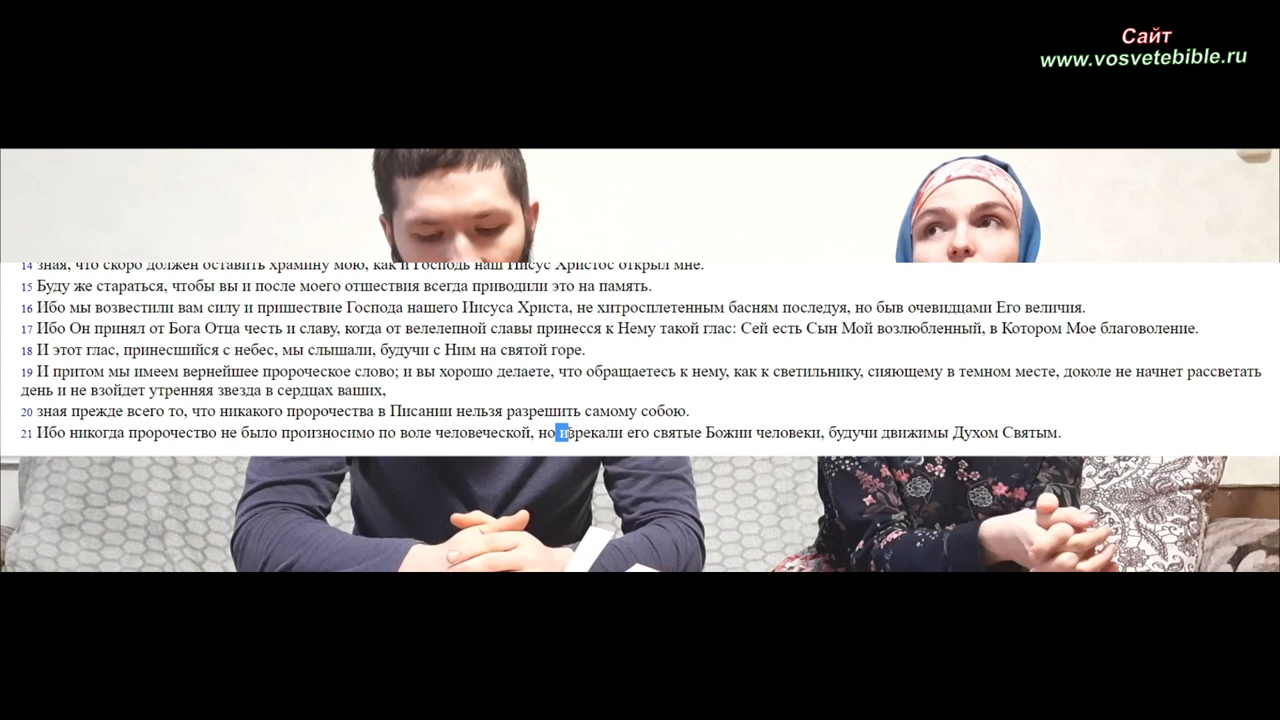 Сайт
www.vosvetebible.ru
14 зная, что скоро должен оставить храмину мою, как и Господь наш Иисус Христос открыл мне.
15 Буду же стараться, чтобы вы и после моего отшествия всегда приводили это на память.
16 Ибо мы возвестили вам силу и пришествие Господа нашего Иисуса Христа, не хитросплетенным басням последуя, но быв очевидцами Его величия.
17 Ибо Он принял от Бога Отца честь и славу, когда от велелепной славы принесся к Нему такой глас: Сей есть Сын Мой возлюбленный, в Котором Мое благоволение.
18 И этот глас, принесшийся с небес, мы слышали, будучи с Ним на святой горе.
19 И притом мы имеем вернейшее пророческое слово; и вы хорошо делаете, что обращаетесь к нему, как к светильнику, сияющему в темном месте, доколе не начнет рассветать
день и не взойдет утренняя звезда в сердцах ваших,
20 зная прежде всего то, что никакого пророчества в Писании нельзя разрешить самому собою.
21 Ибо никогда пророчество не было произносимо по воле человеческой, но изрекали его святые Божии человеки, будучи движимы Духом Святым.